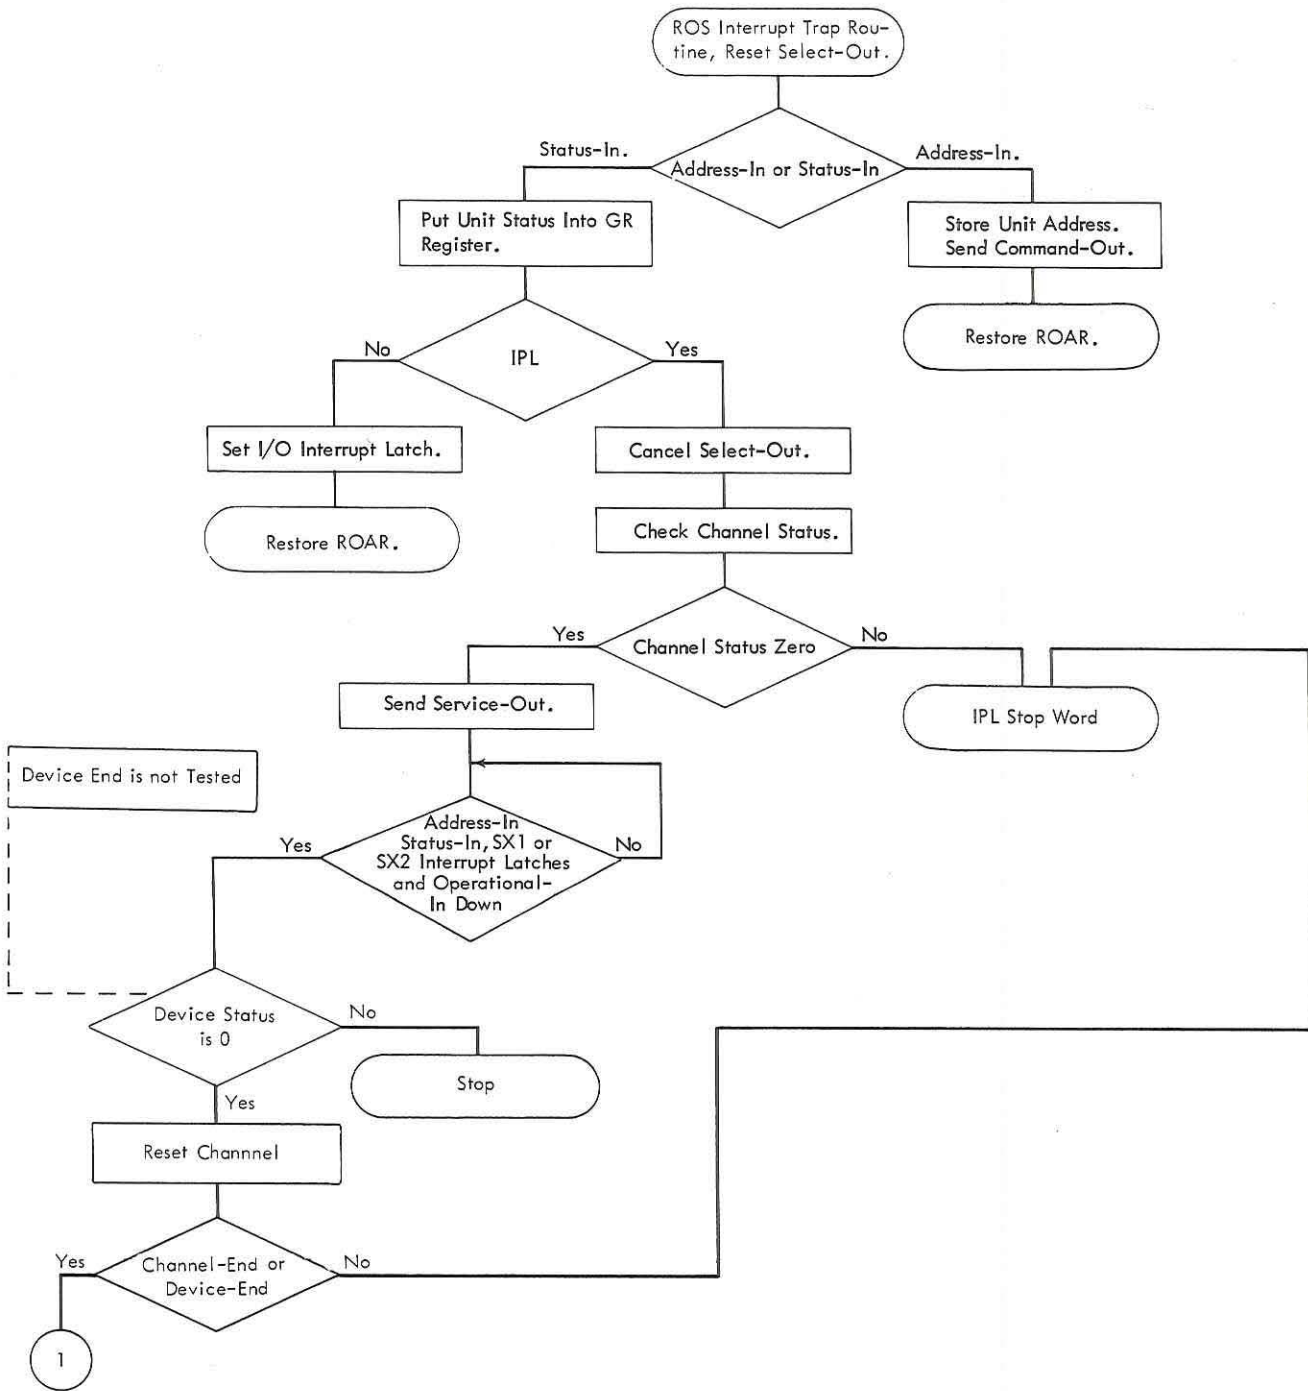 ROS Interrupt Trap Rou-
tine, Reset Select-Out.
Status-In.
Address-In or Status-In
Address-In.
Put Unit Status Into GR
Register.
Store Unit Address.
Send Command-Out.
No
IPL
Yes
Restore ROAR.
Set I/O Interrupt Latch.
Cancel Select-Out.
Restore ROAR.
Check Channel Status.
Yes
Channel Status Zero
No
Send Service-Out.
IPL Stop Word
Device End is not Tested
Yes
Address-In
Status-In, SX1 or
SX2 Interrupt Latches
and Operational-
In Down
No
Device Status
is 0
No
Stop
Yes
Reset Channnel
Yes
Channel-End or
Device-End
No
1